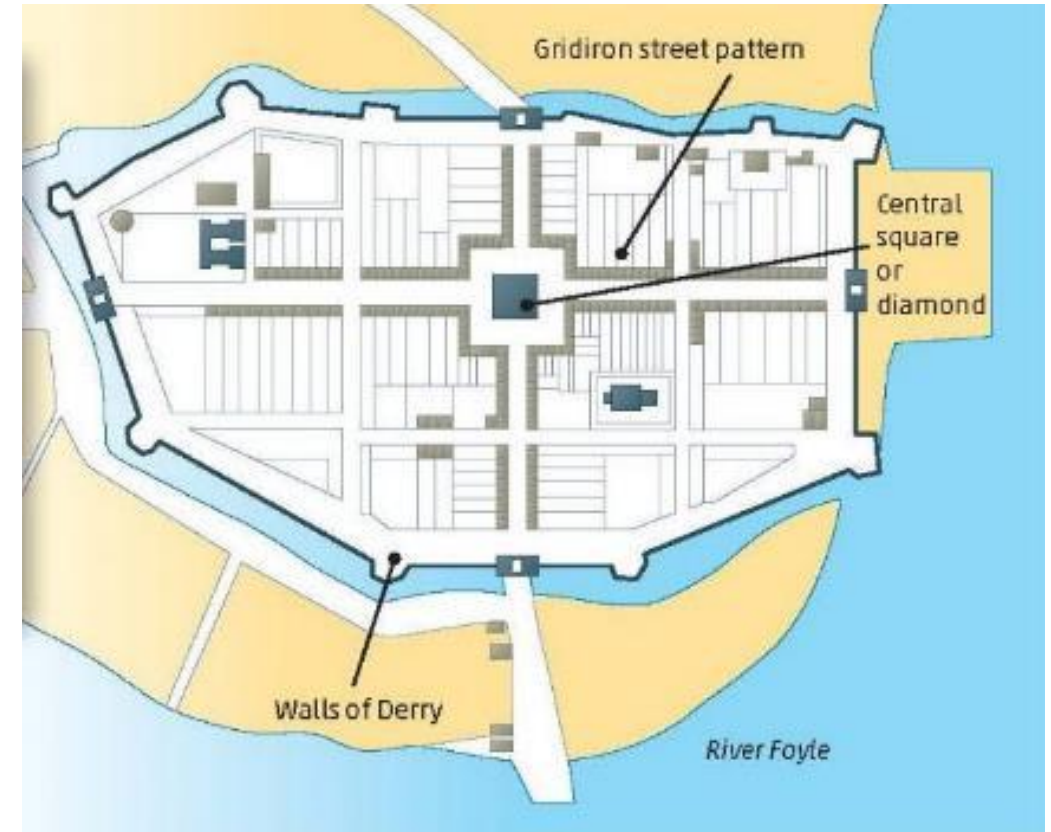 Gridiron street pattern
Central
square
or
diamond
Walls of Derry
River Foyle